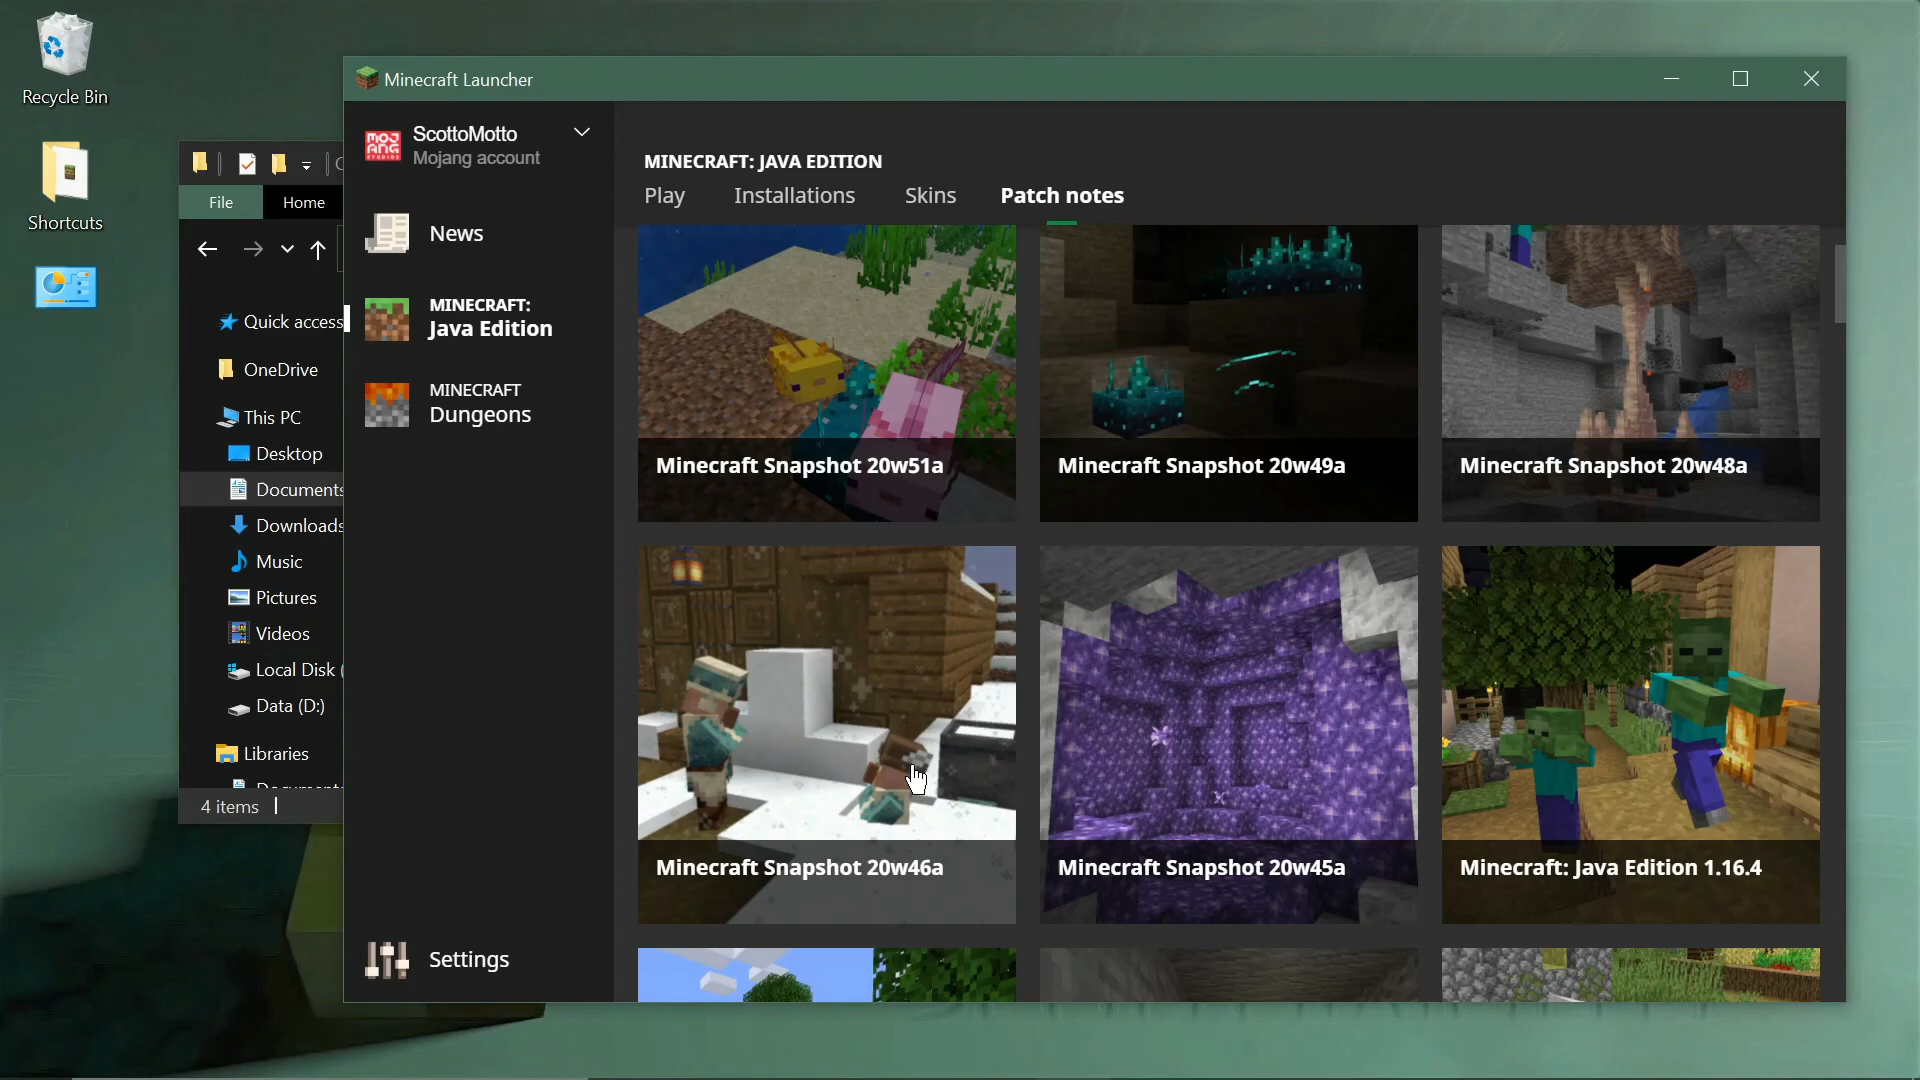 Recycle Bin
Shortcuts
File
Home
Quick access
OneDrive
This PC
Desktop
Documents
Downloads
Music
Pictures
Videos
Local Disk (
Data (D:)
Libraries
4 items
Minecraft Launcher
MOJANG
STUDIOS
ScottoMotto
Mojang account
News
MINECRAFT:
Java Edition
MINECRAFT
Dungeons
Settings
MINECRAFT: JAVA EDITION
Play
Installations
Skins
Patch notes
Minecraft Snapshot 20w51a
Minecraft Snapshot 20w49a
Minecraft Snapshot 20w48a
Minecraft Snapshot 20w46a
Minecraft Snapshot 20w45a
Minecraft: Java Edition 1.16.4